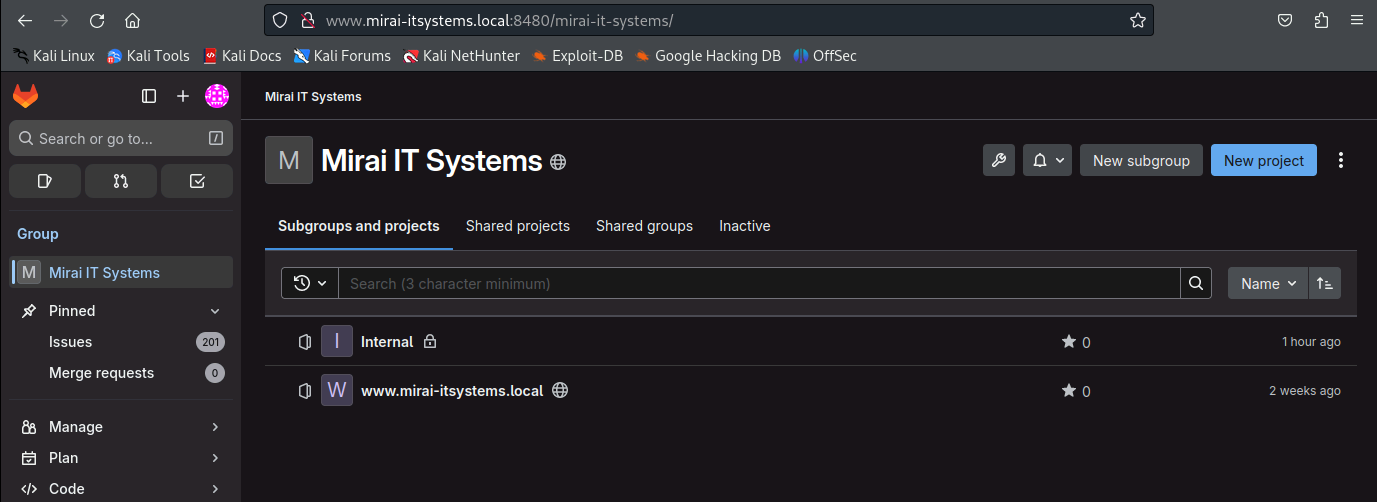 www.mirai-itsystems.local:8480/mirai-it-systems/
Kali Linux Kali Tools Kali Docs Kali Forums Kali NetHunter Exploit-DB Google Hacking DB OffSec
Mirai IT Systems
Search or go to... /
M Mirai IT Systems
New subgroup New project
Group
Subgroups and projects Shared projects Shared groups Inactive
M Mirai IT Systems
Search (3 character minimum) Name
Pinned
Issues 201
Merge requests 0
I Internal 0 1 hour ago
W www.mirai-itsystems.local 0 2 weeks ago
Manage
Plan
Code